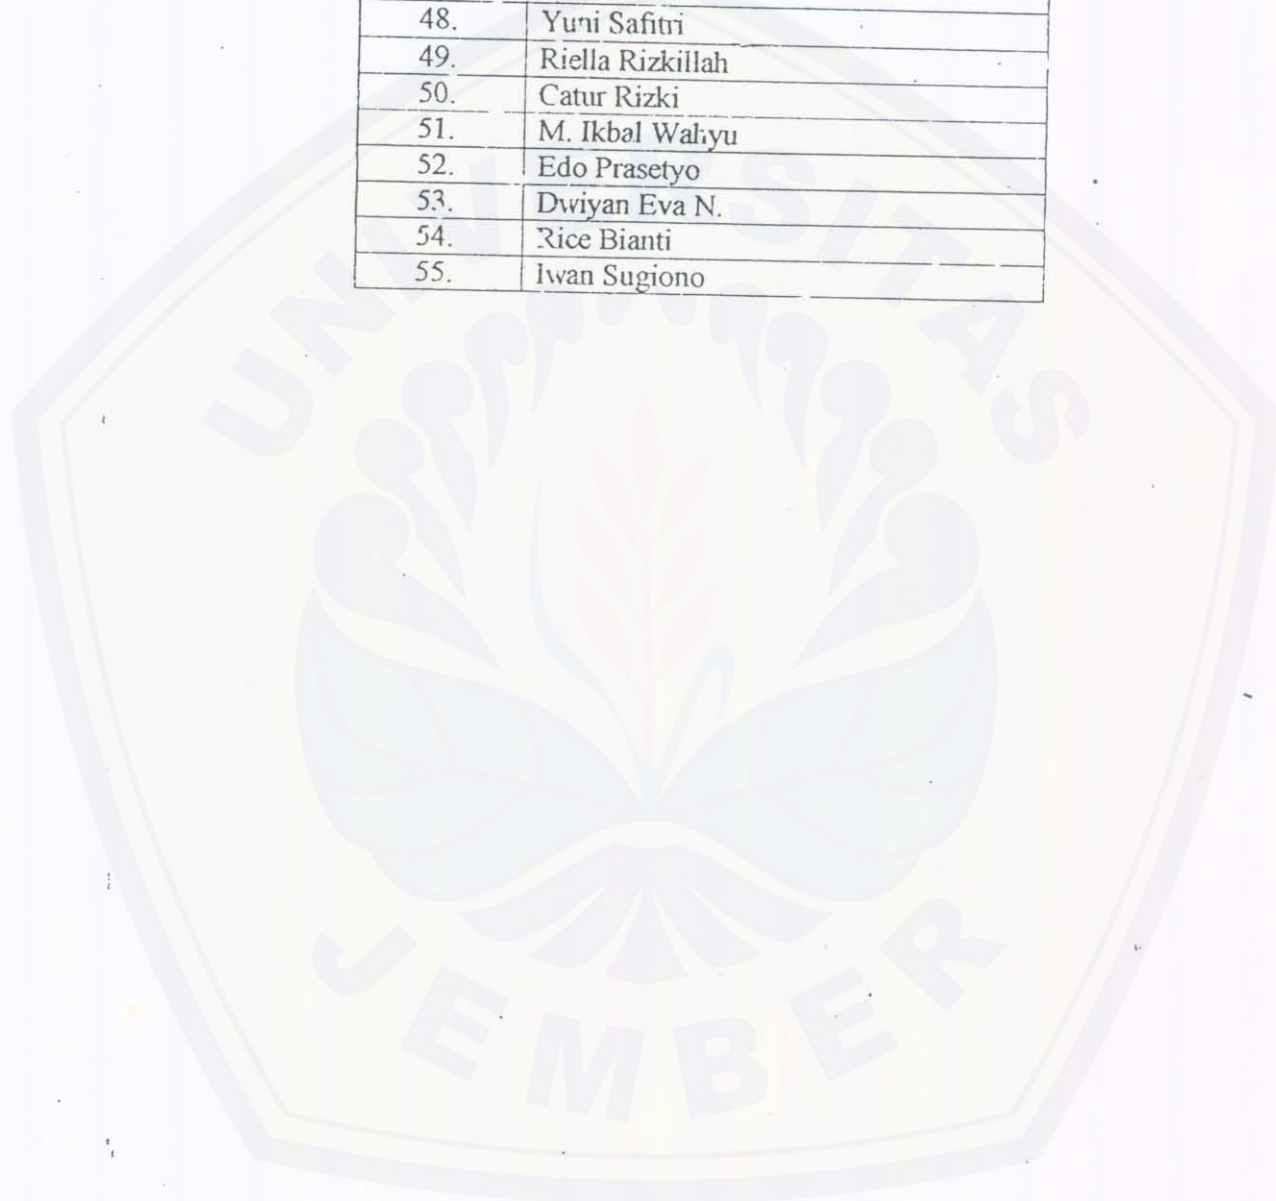 48. Yuni Safitri
49. Riella Rizkillah
50. Catur Rizki
51. M. Ikbal Wahyu
52. Edo Prasetyo
53. Dwiyan Eva N.
54. Rice Bianti
55. Iwan Sugiono
UNIVERSITAS
JEMBER